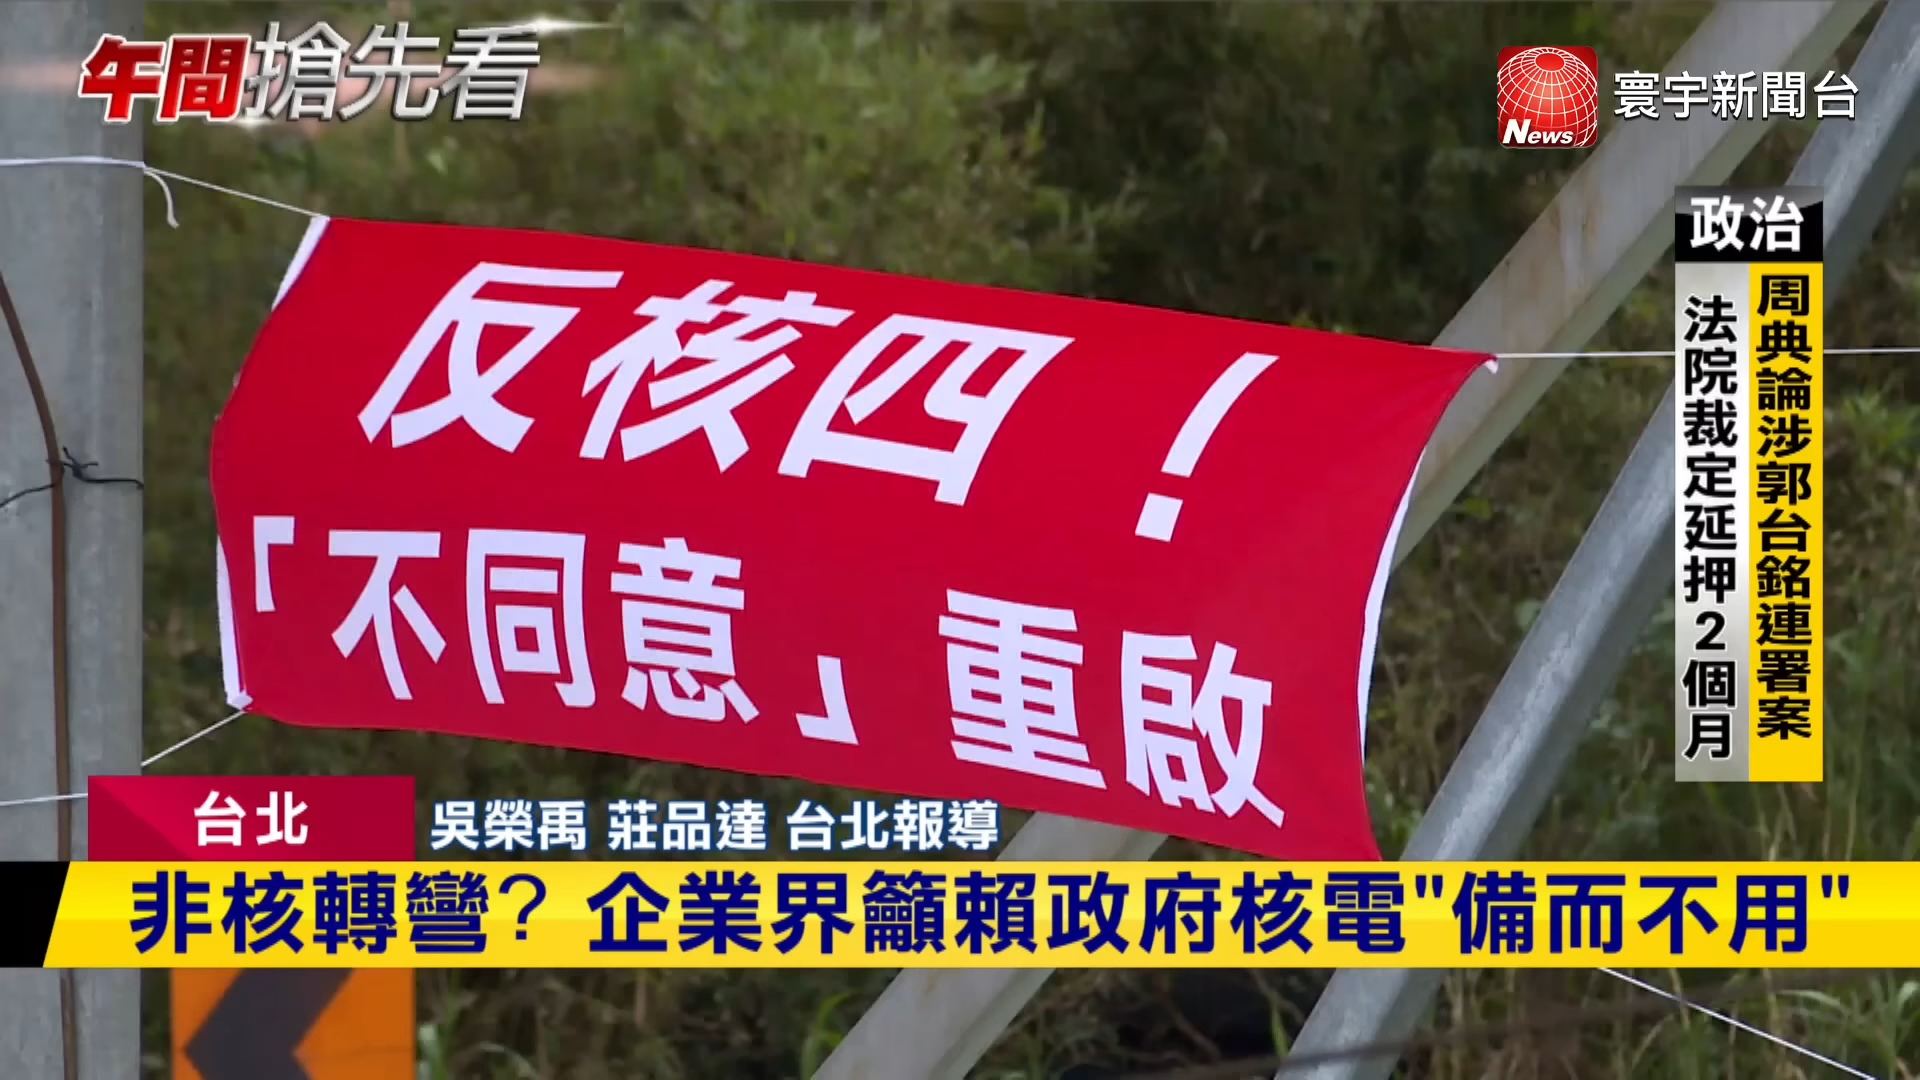 午間搶先看
News 寰宇新聞台
政治
周典論涉郭台銘連署案
法院裁定延押2個月
反核四！
「不同意」重啟
台北
吳榮禹 莊品達 台北報導
非核轉彎? 企業界籲賴政府核電"備而不用"